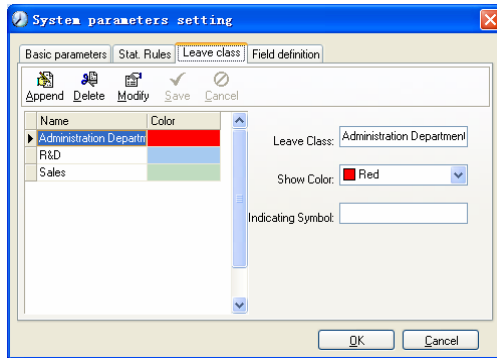 System parameters setting
Basic parameters Stat. Rules Leave class Field definition
Append Delete Modify Save Cancel
Name Color
Administration Departm
R&D
Sales
Leave Class: Administration Department
Show Color: Red
Indicating Symbol:
OK Cancel